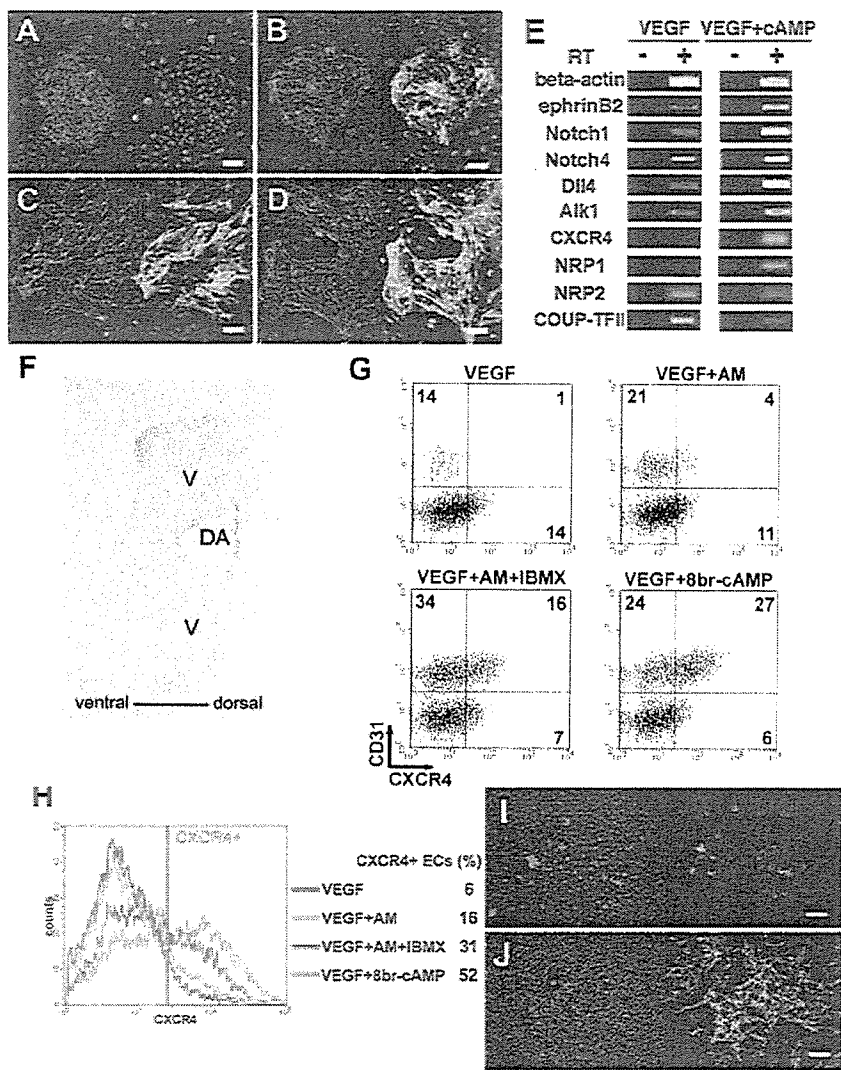 A
B
C
D
E
VEGF VEGF+cAMP
RT - + - +
beta-actin
ephrinB2
Notch1
Notch4
Dll4
Alk1
CXCR4
NRP1
NRP2
COUP-TFII
F
V
DA
V
ventral dorsal
G
VEGF
14 1
14
VEGF+AM
21 4
11
VEGF+AM+IBMX
34 16
7
VEGF+8br-cAMP
24 27
6
CD31
CXCR4
H
CXCR4+
counts
CXCR4
CXCR4+ ECs (%)
VEGF 6
VEGF+AM 16
VEGF+AM+IBMX 31
VEGF+8br-cAMP 52
I
J